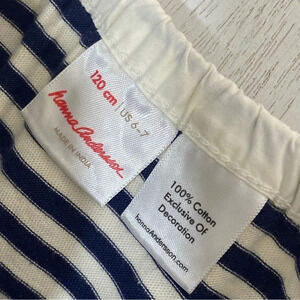 120 cm | US 6-7
hanna Andersson
MADE IN INDIA
100% Cotton
Exclusive Of
Decoration
hannaAndersson.com